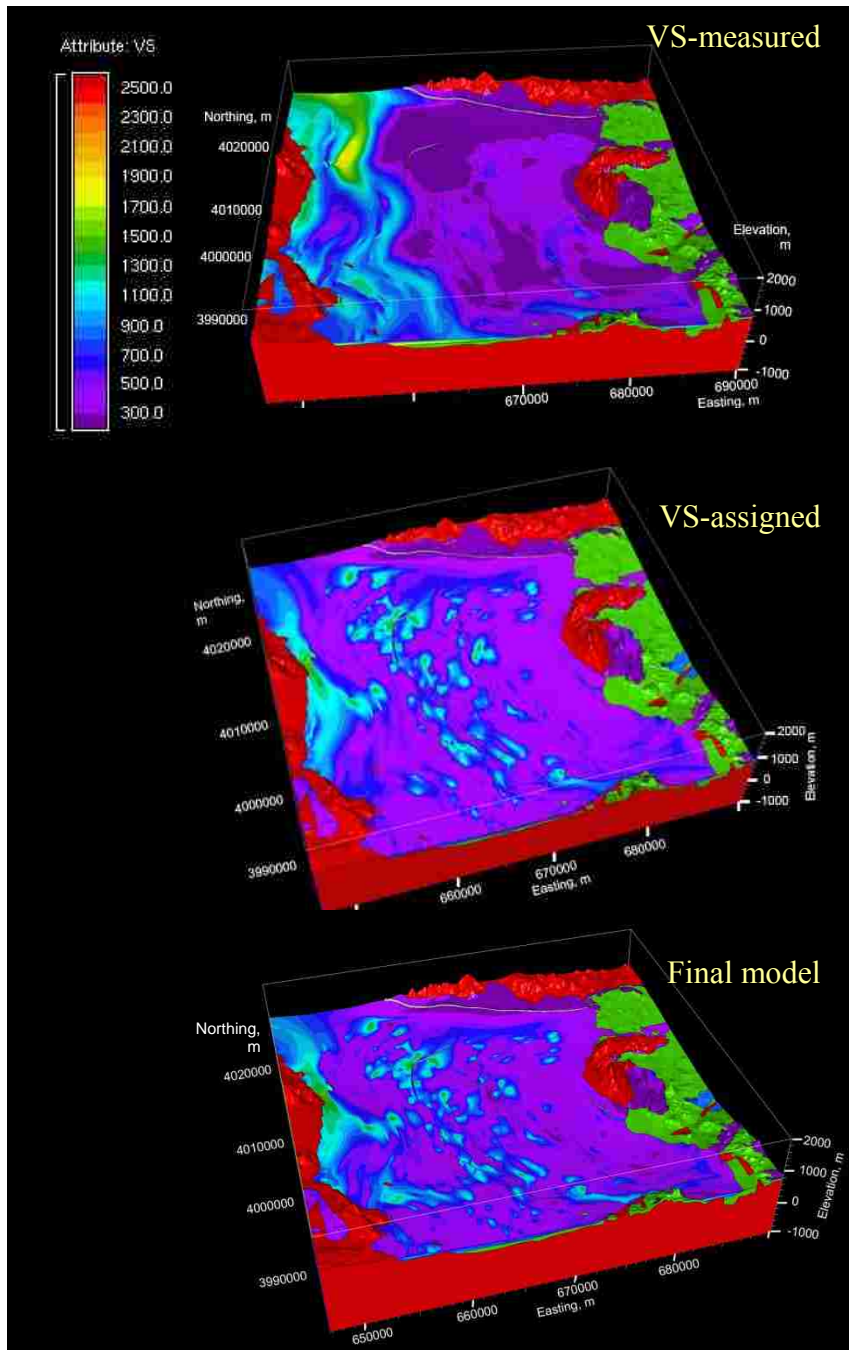 VS-measured
Attribute: VS
2500.0
2300.0
2100.0
1900.0
1700.0
1500.0
1300.0
1100.0
900.0
700.0
500.0
300.0
Northing, m
4020000
4010000
4000000
3990000
Elevation,
m
2000
1000
0
-1000
670000
680000
690000
Easting, m
VS-assigned
Northing,
m
4020000
4010000
4000000
3990000
2000
1000
0
-1000
Elevation, m
660000
670000
680000
Easting, m
Final model
Northing,
m
4020000
4010000
4000000
3990000
2000
1000
0
-1000
Elevation, m
650000
660000
670000
680000
Easting, m